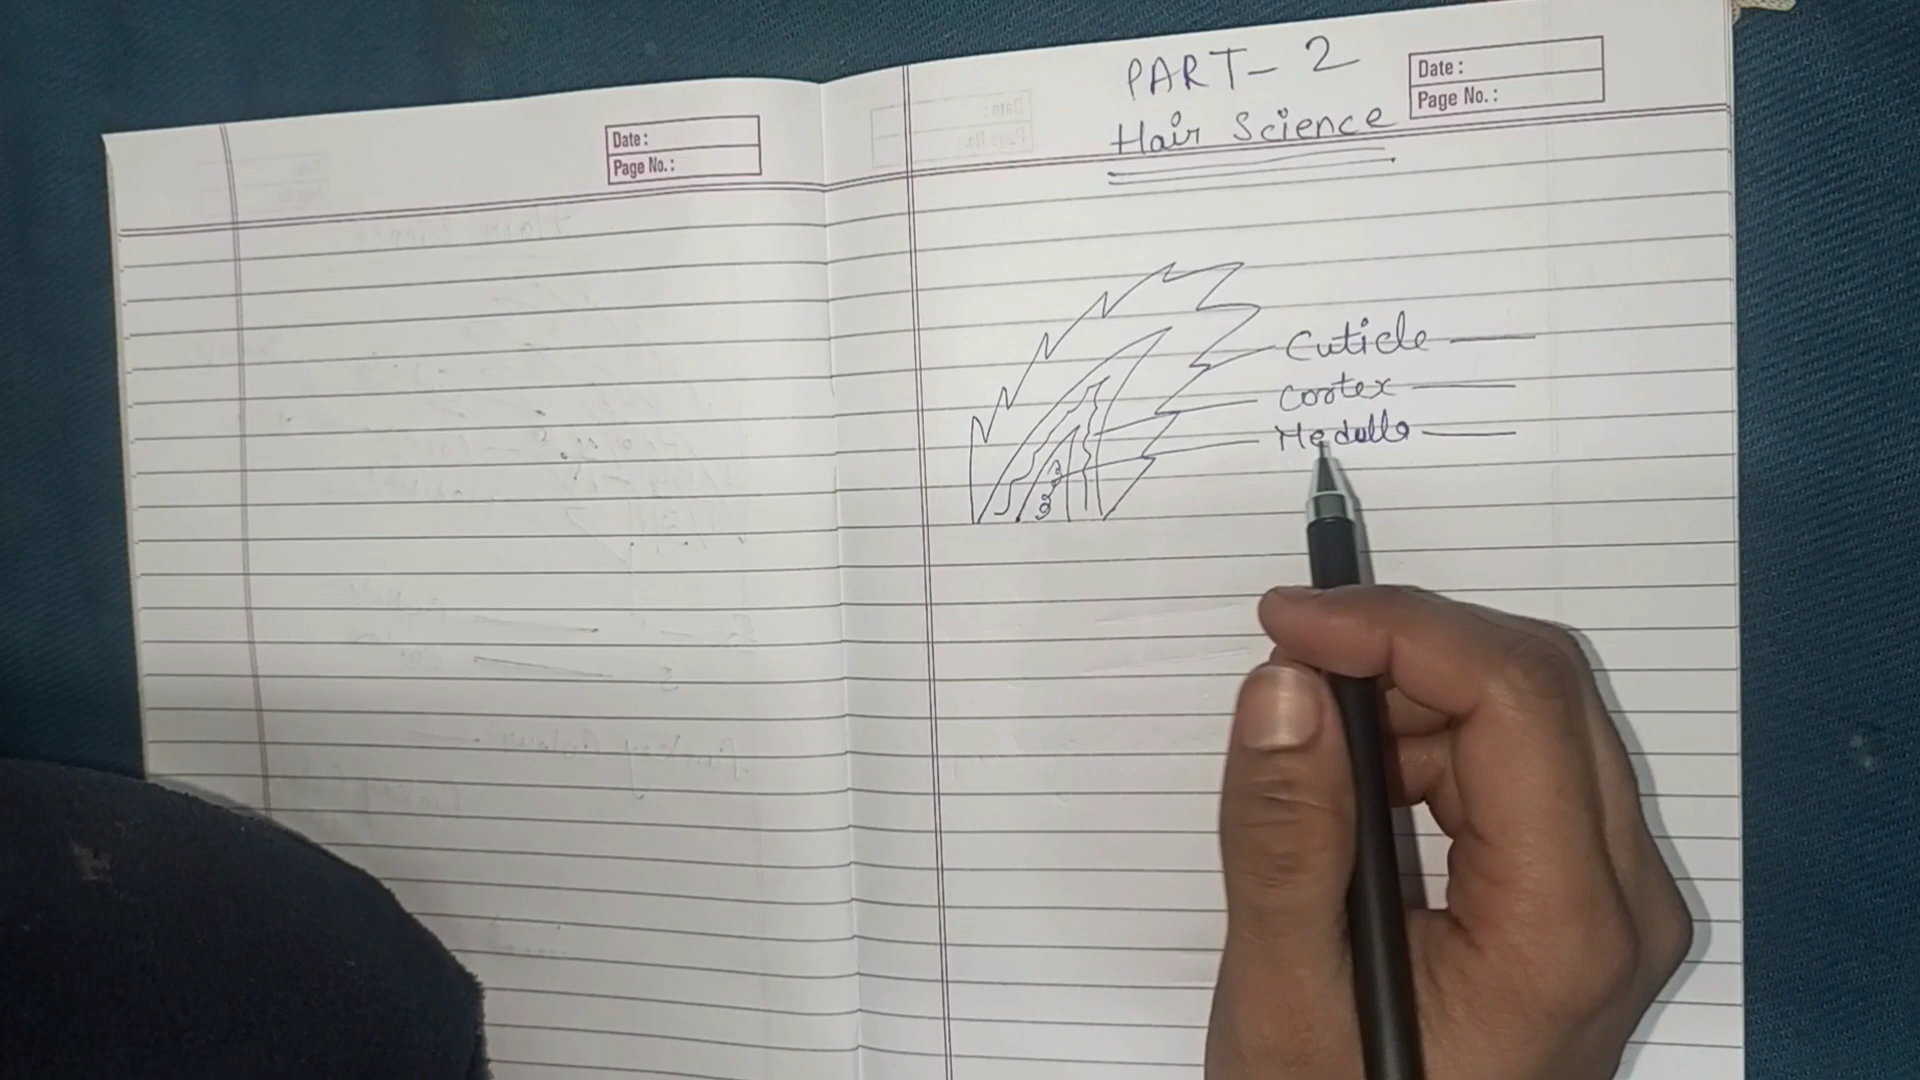 PART-2
Hair Science
Date :
Page No. :
Date :
Page No. :
Cuticle
Cortex
Medulla